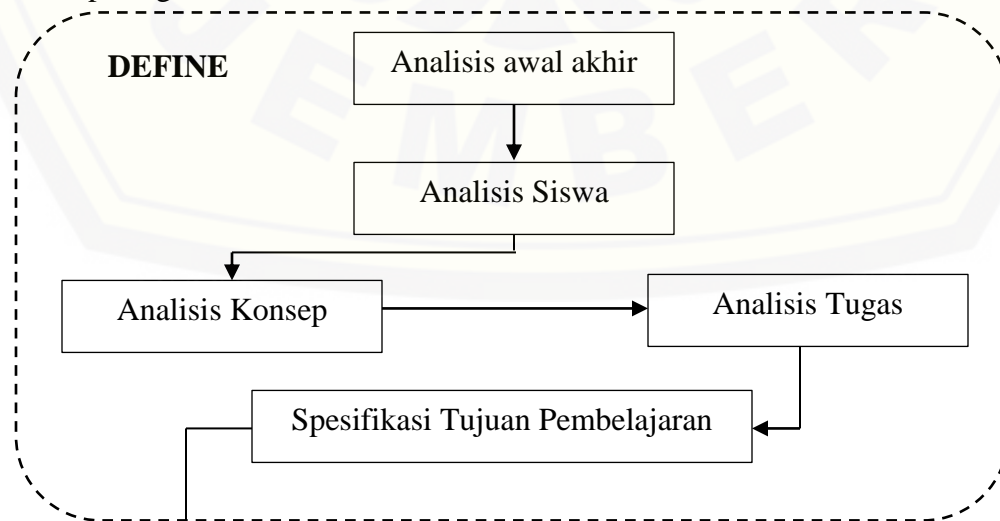 DEFINE
Analisis awal akhir
Analisis Siswa
Analisis Konsep
Analisis Tugas
Spesifikasi Tujuan Pembelajaran